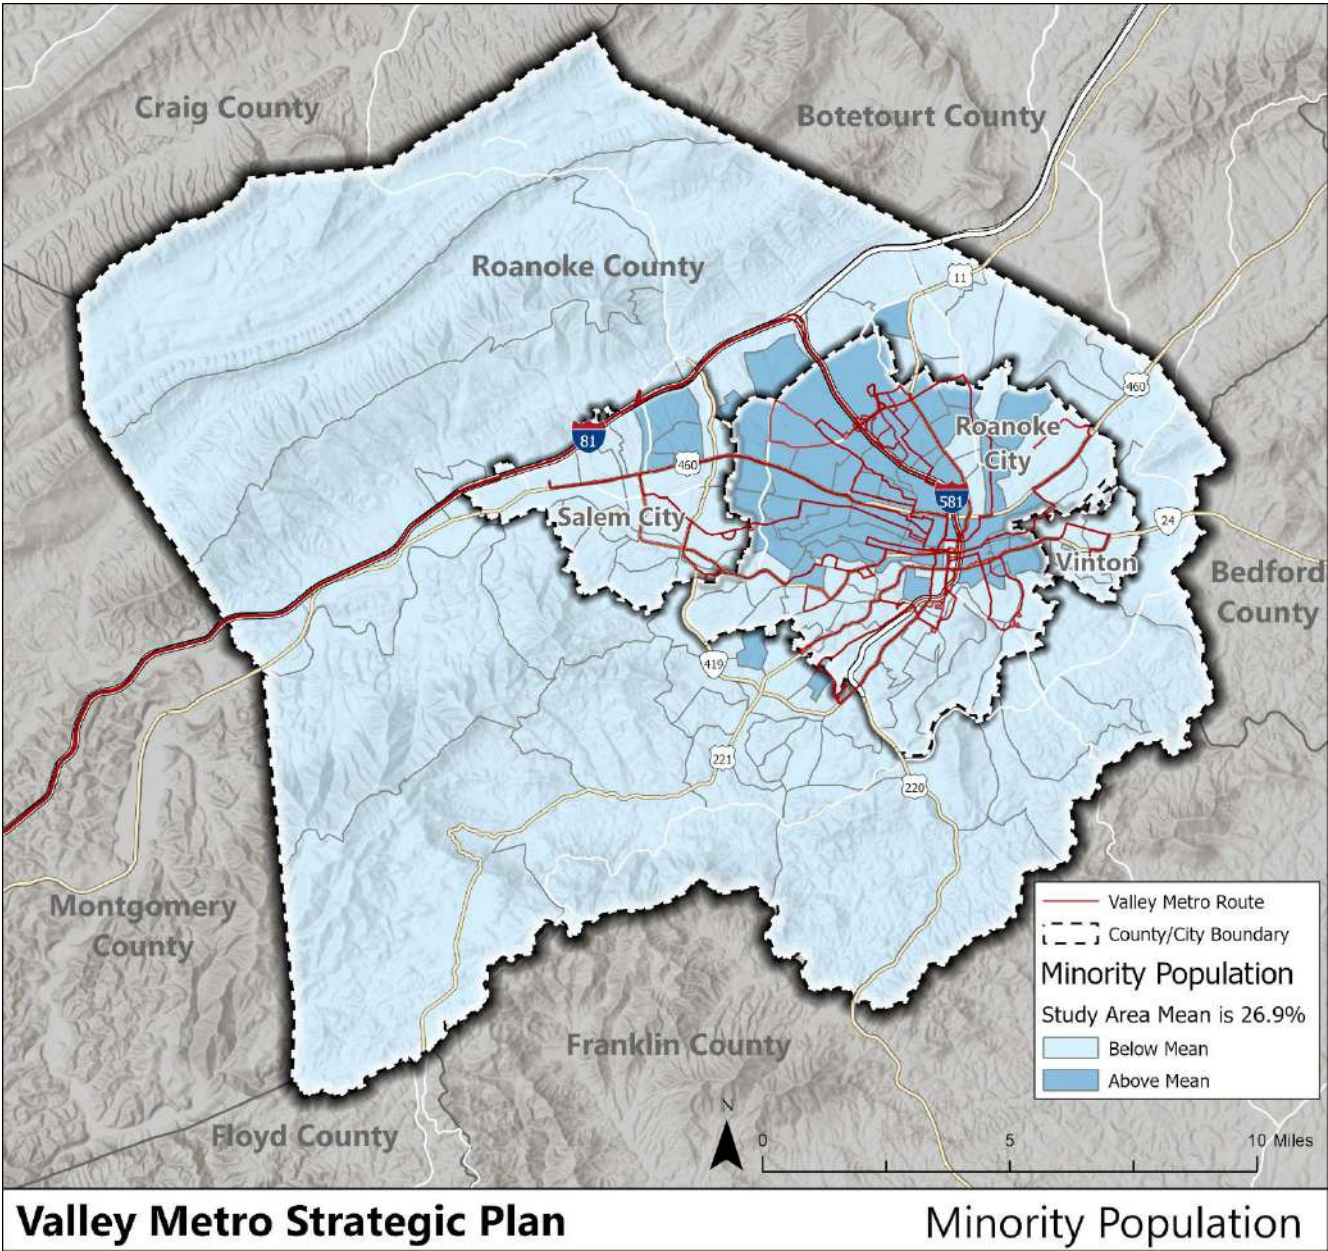 Craig County
Botetourt County
Roanoke County
11
460
81
460
Roanoke
City
581
Salem City
24
Vinton
Bedford
County
419
221
220
Montgomery
County
Franklin County
Floyd County
Valley Metro Route
County/City Boundary
Minority Population
Study Area Mean is 26.9%
Below Mean
Above Mean
N
0 5 10 Miles
Valley Metro Strategic Plan
Minority Population